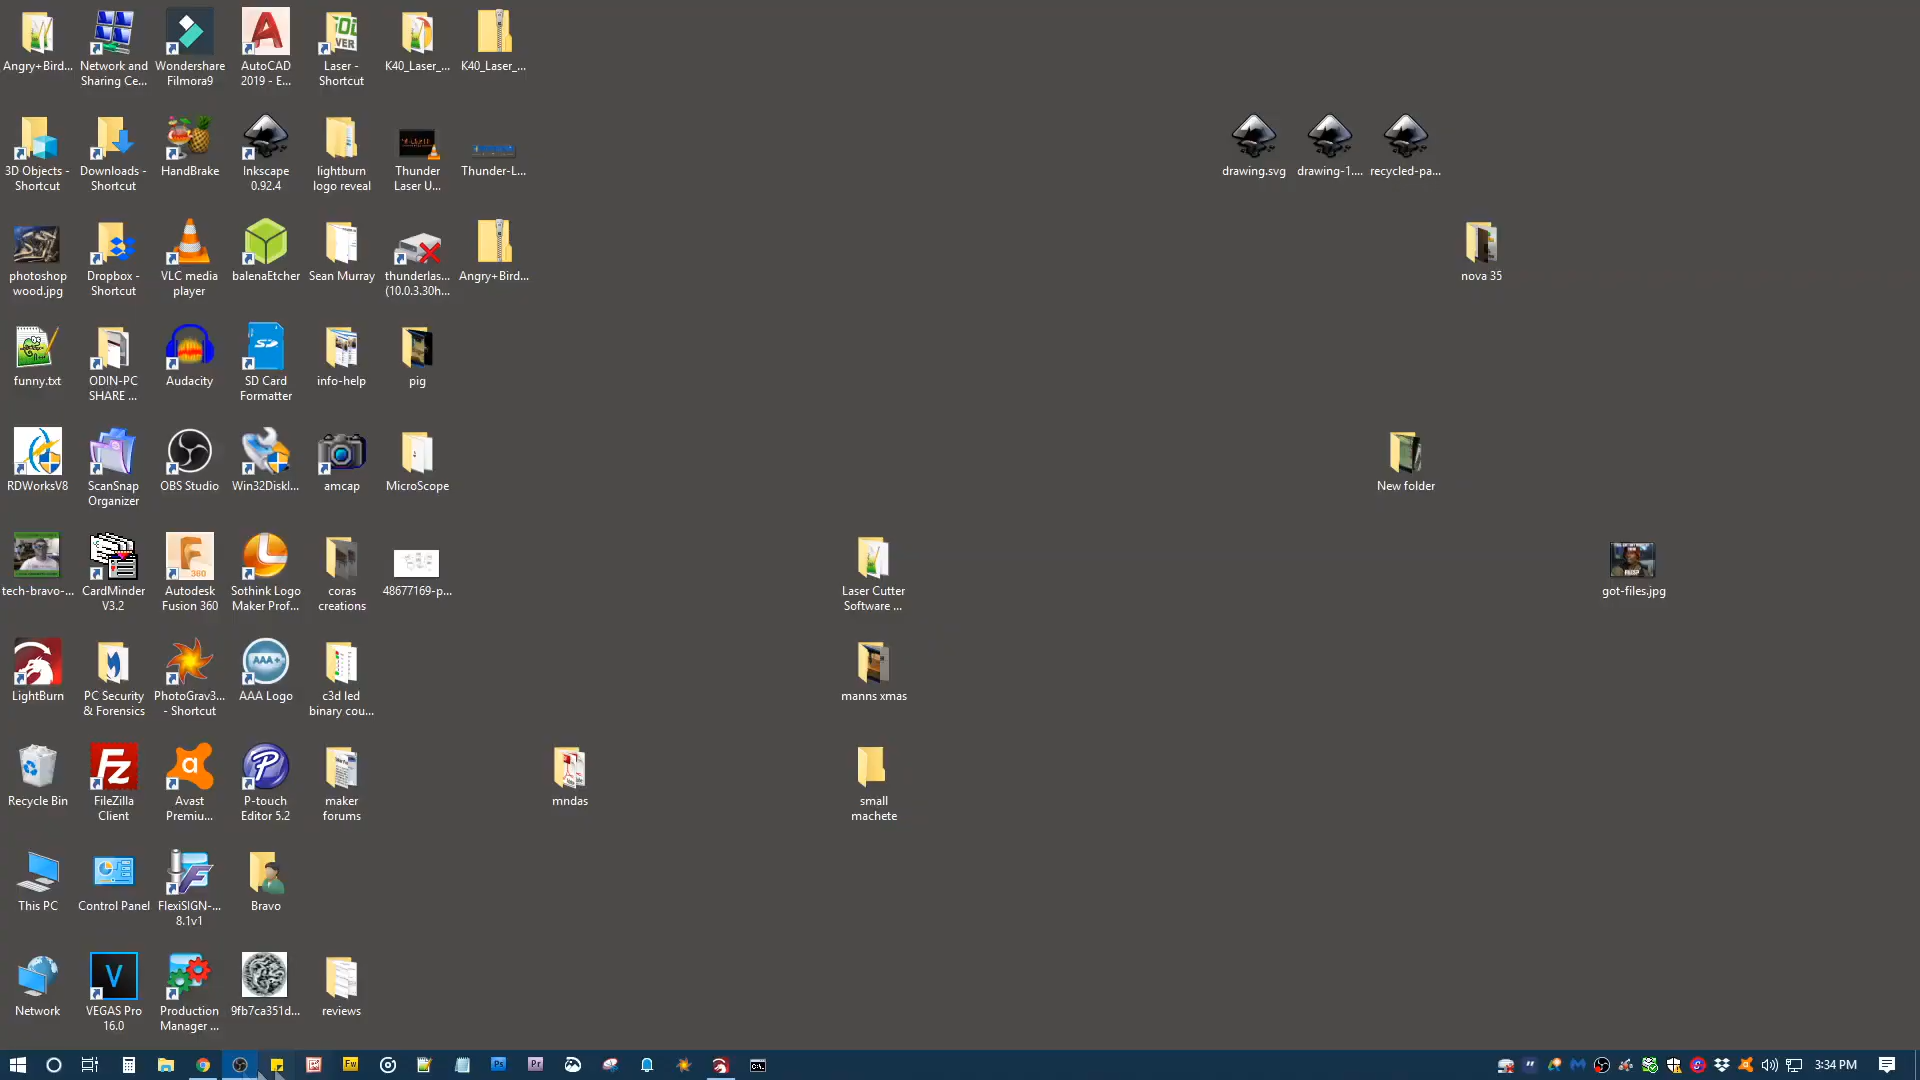 Angry+Bird...
Network and
Sharing Ce...
Wondershare
Filmora9
AutoCAD
2019 - E...
Laser -
Shortcut
K40_Laser_...
K40_Laser_...
3D Objects -
Shortcut
Downloads -
Shortcut
HandBrake
Inkscape
0.92.4
lightburn
logo reveal
Thunder
Laser U...
Thunder-L...
drawing.svg
drawing-1....
recycled-pa...
photoshop
wood.jpg
Dropbox -
Shortcut
VLC media
player
balenaEtcher
Sean Murray
thunderlas...
(10.0.3.30h...
Angry+Bird...
nova 35
funny.txt
ODIN-PC
SHARE ...
Audacity
SD Card
Formatter
info-help
pig
RDWorksV8
ScanSnap
Organizer
OBS Studio
Win32Diskl...
amcap
MicroScope
New folder
tech-bravo-...
CardMinder
V3.2
Autodesk
Fusion 360
Sothink Logo
Maker Prof...
coras
creations
48677169-p...
Laser Cutter
Software ...
got-files.jpg
LightBurn
PC Security
& Forensics
PhotoGrav3...
- Shortcut
AAA Logo
c3d led
binary cou...
manns xmas
Recycle Bin
FileZilla
Client
Avast
Premiu...
P-touch
Editor 5.2
maker
forums
mndas
small
machete
This PC
Control Panel
FlexiSIGN-...
8.1v1
Bravo
Network
VEGAS Pro
16.0
Production
Manager ...
9fb7ca351d...
reviews
3:34 PM